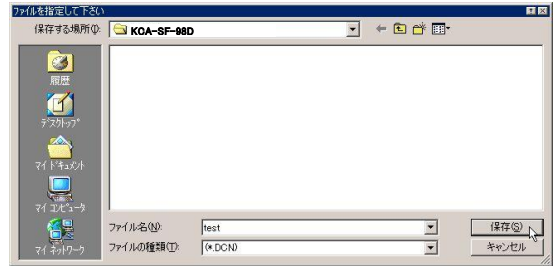 ファイルを指定して下さい
保存する場所(I): KOA-SF-98D
履歴
デスクトップ
マイ ドキュメント
マイ コンピュータ
マイ ネットワーク
ファイル名(N): test 保存(S)
ファイルの種類(T): (*.DCN) キャンセル